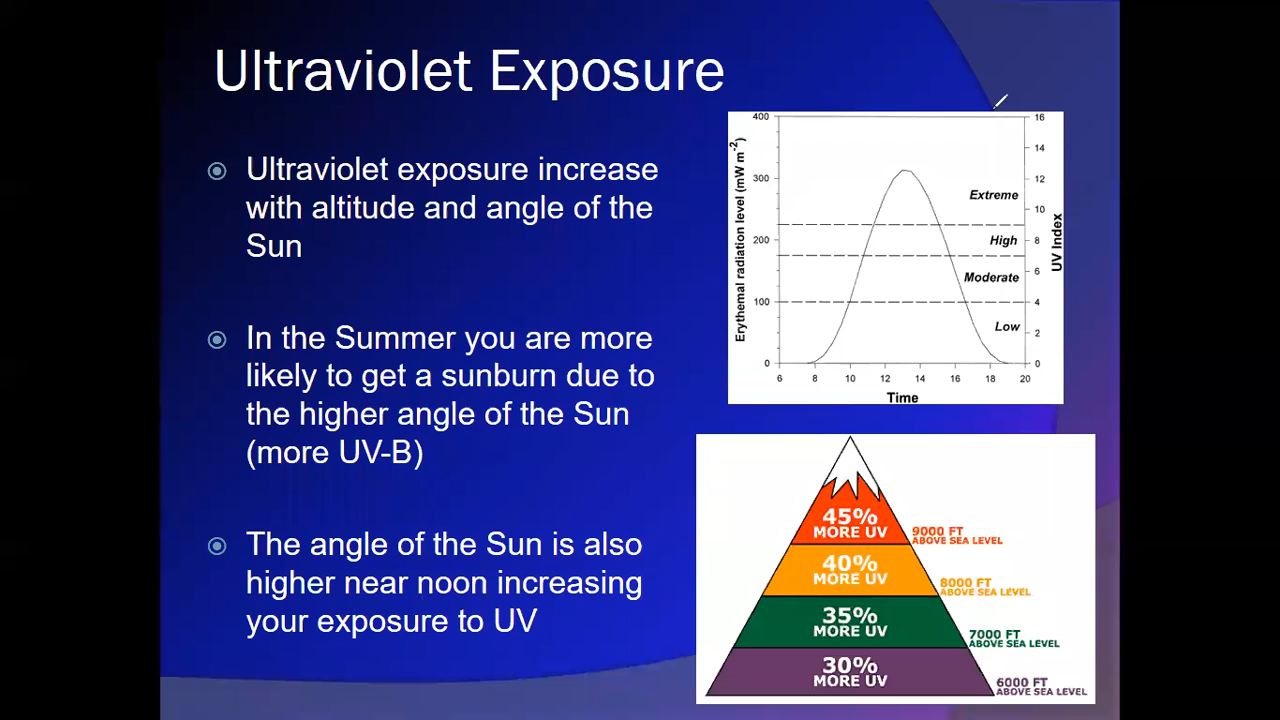 Ultraviolet Exposure
Ultraviolet exposure increase
with altitude and angle of the
Sun
In the Summer you are more
likely to get a sunburn due to
the higher angle of the Sun
(more UV-B)
The angle of the Sun is also
higher near noon increasing
your exposure to UV
Erythemal radiation level (mW m-2)
400
300
200
100
0
16
14
12
10
8
6
4
2
0
UV Index
Extreme
High
Moderate
Low
6 8 10 12 14 16 18 20
Time
45%
MORE UV
9000 FT
ABOVE SEA LEVEL
40%
MORE UV
8000 FT
ABOVE SEA LEVEL
35%
MORE UV
7000 FT
ABOVE SEA LEVEL
30%
MORE UV
6000 FT
ABOVE SEA LEVEL